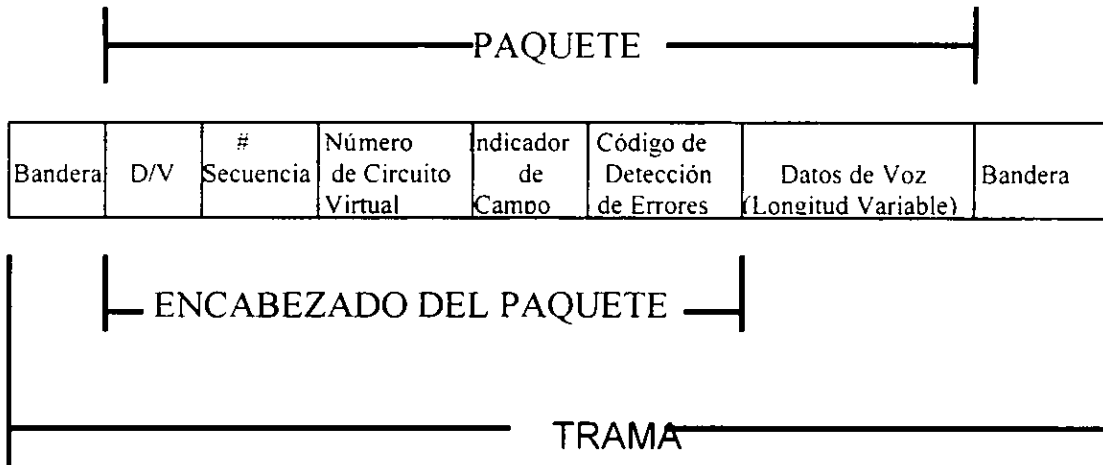 PAQUETE
Bandera
D/V
#
Secuencia
Número
de Circuito
Virtual
Indicador
de
Campo
Código de
Detección
de Errores
Datos de Voz
(Longitud Variable)
Bandera
ENCABEZADO DEL PAQUETE
TRAMA